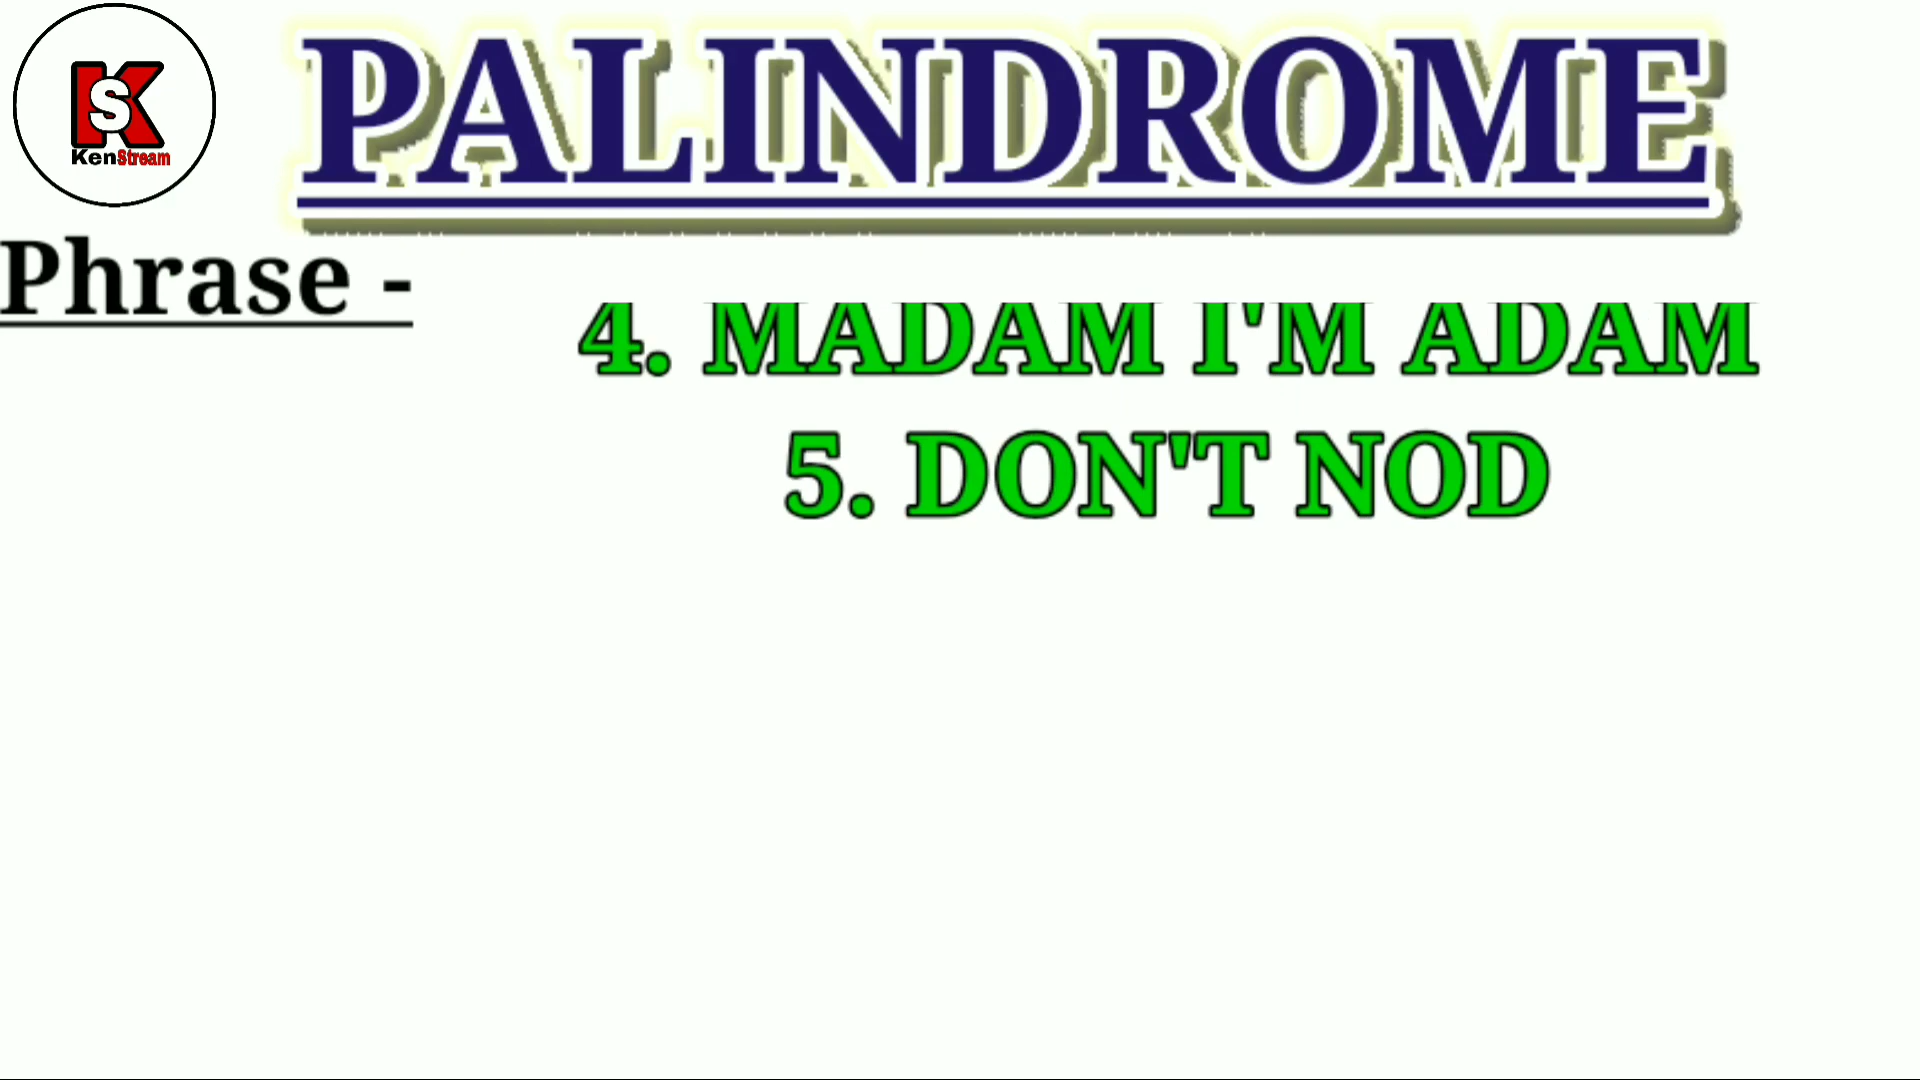 S K
KenStream
PALINDROME
Phrase -
4. MADAM I'M ADAM
5. DON'T NOD